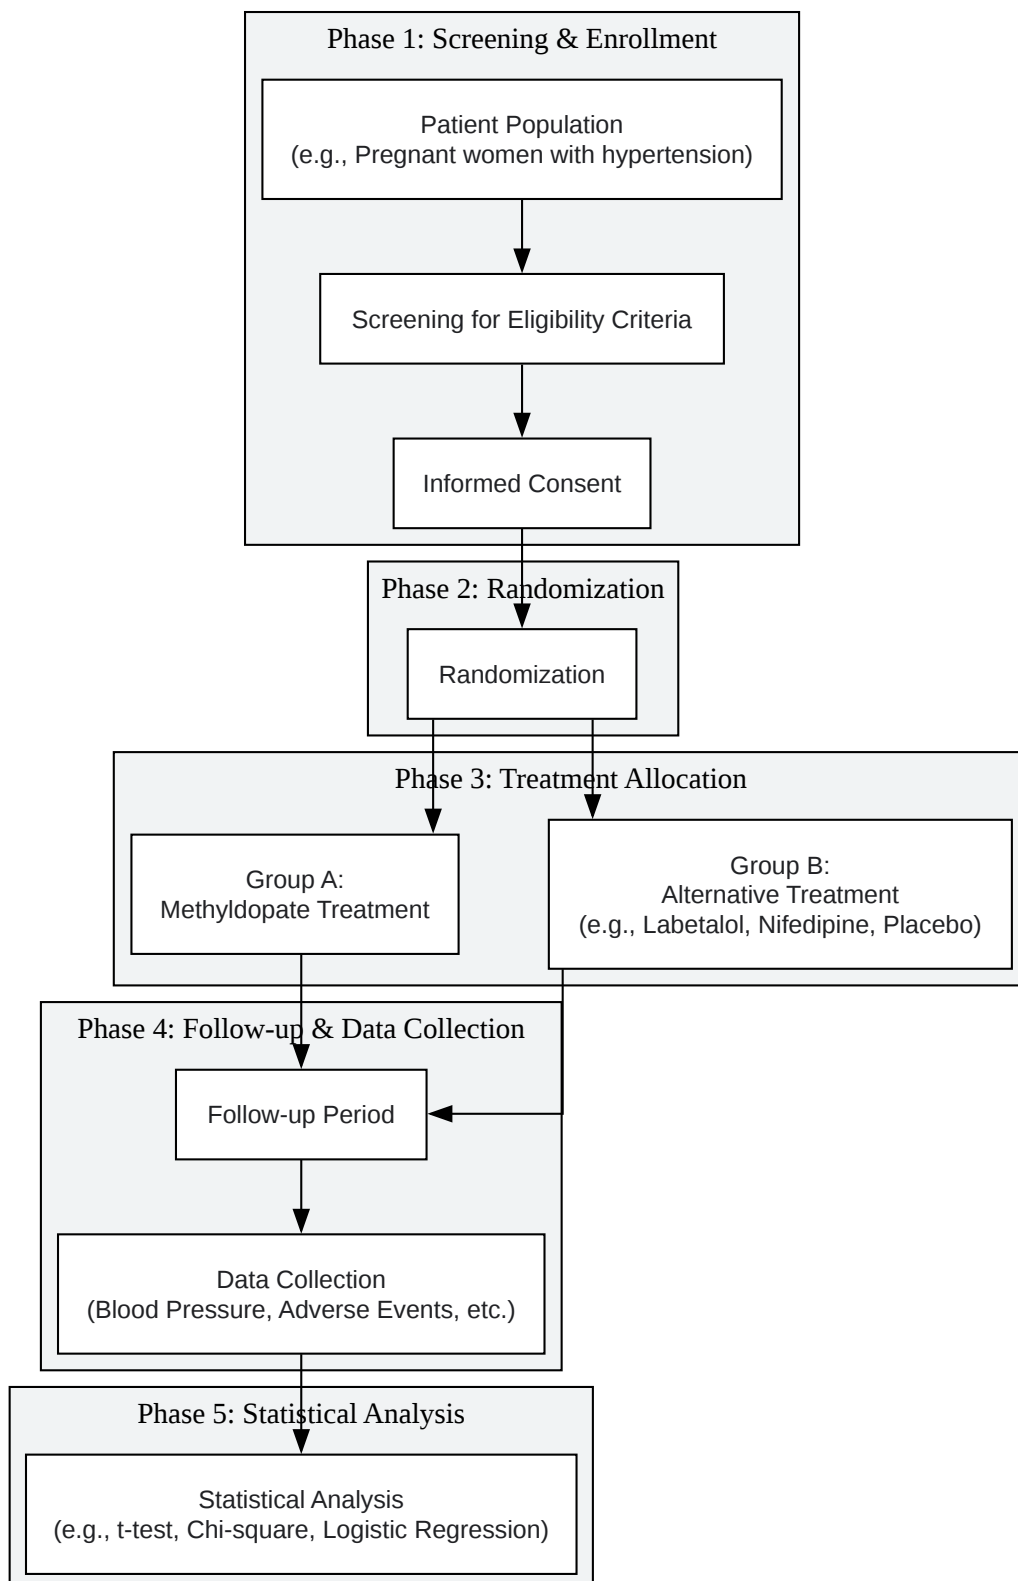 Phase 1: Screening & Enrollment
Patient Population
(e.g., Pregnant women with hypertension)
Screening for Eligibility Criteria
Informed Consent
Phase 2: Randomization
Randomization
Phase 3: Treatment Allocation
Group A:
Methyldopate Treatment
Group B:
Alternative Treatment
(e.g., Labetalol, Nifedipine, Placebo)
Phase 4: Follow-up & Data Collection
Follow-up Period
Data Collection
(Blood Pressure, Adverse Events, etc.)
Phase 5: Statistical Analysis
Statistical Analysis
(e.g., t-test, Chi-square, Logistic Regression)